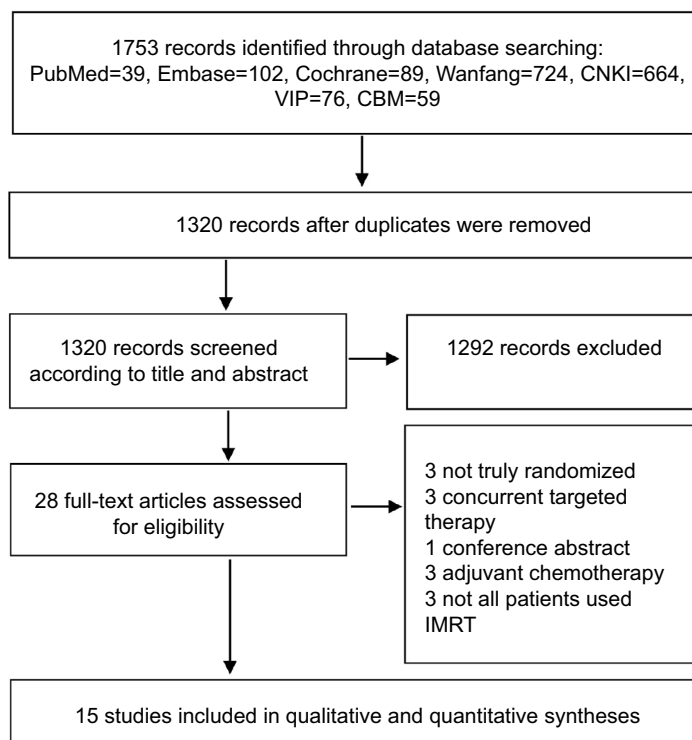 1753 records identified through database searching:
PubMed=39, Embase=102, Cochrane=89, Wanfang=724, CNKI=664,
VIP=76, CBM=59
1320 records after duplicates were removed
1320 records screened
according to title and abstract
1292 records excluded
28 full-text articles assessed
for eligibility
3 not truly randomized
3 concurrent targeted
therapy
1 conference abstract
3 adjuvant chemotherapy
3 not all patients used
IMRT
15 studies included in qualitative and quantitative syntheses